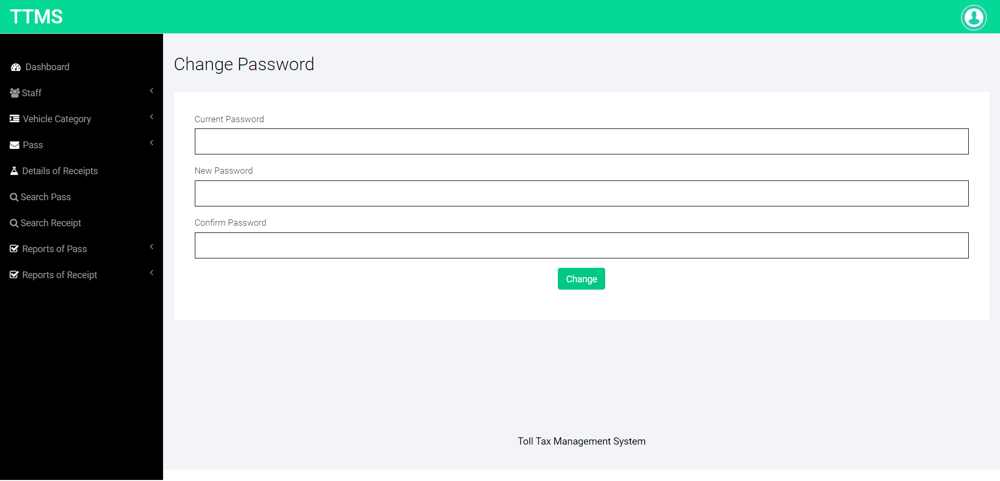 TTMS
Dashboard
Staff
Vehicle Category
Pass
Details of Receipts
Search Pass
Search Receipt
Reports of Pass
Reports of Receipt
Change Password
Current Password
New Password
Confirm Password
Change
Toll Tax Management System